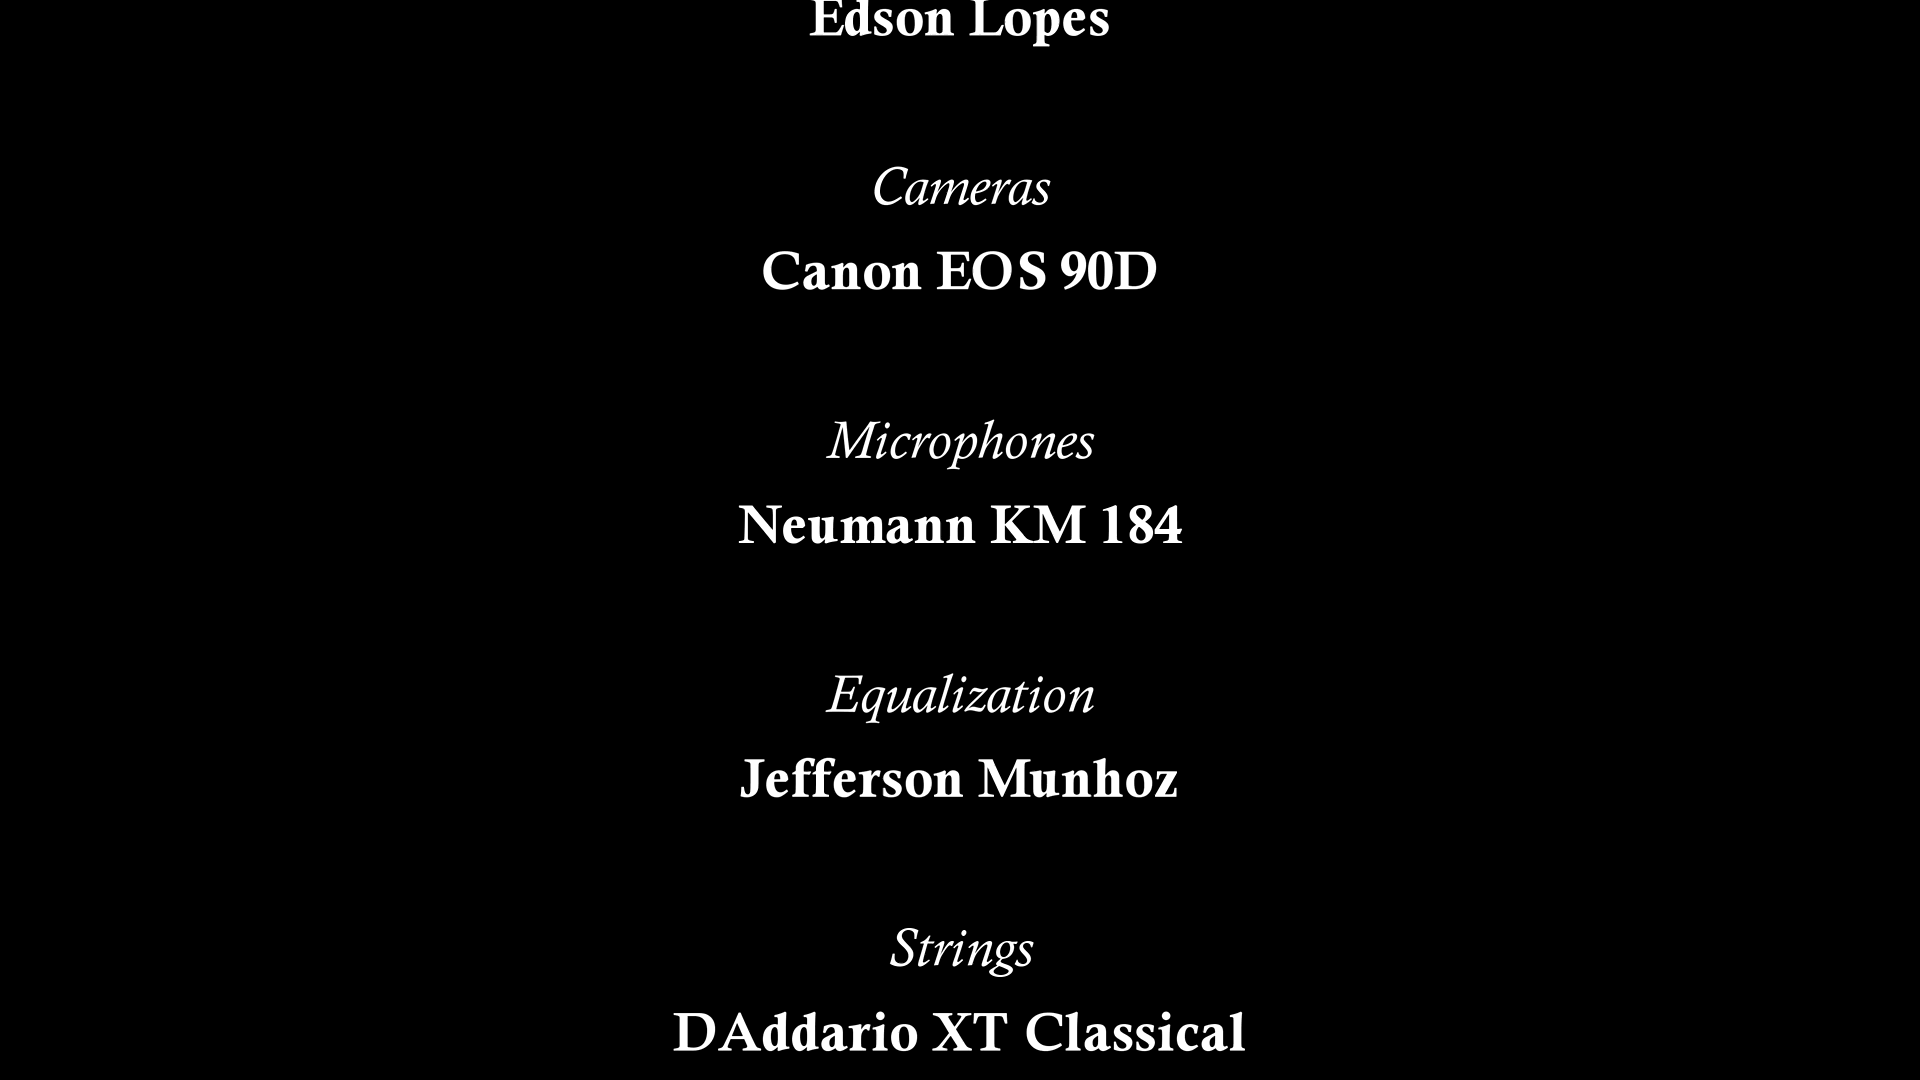 Edson Lopes
Cameras
Canon EOS 90D
Microphones
Neumann KM 184
Equalization
Jefferson Munhoz
Strings
DAddario XT Classical